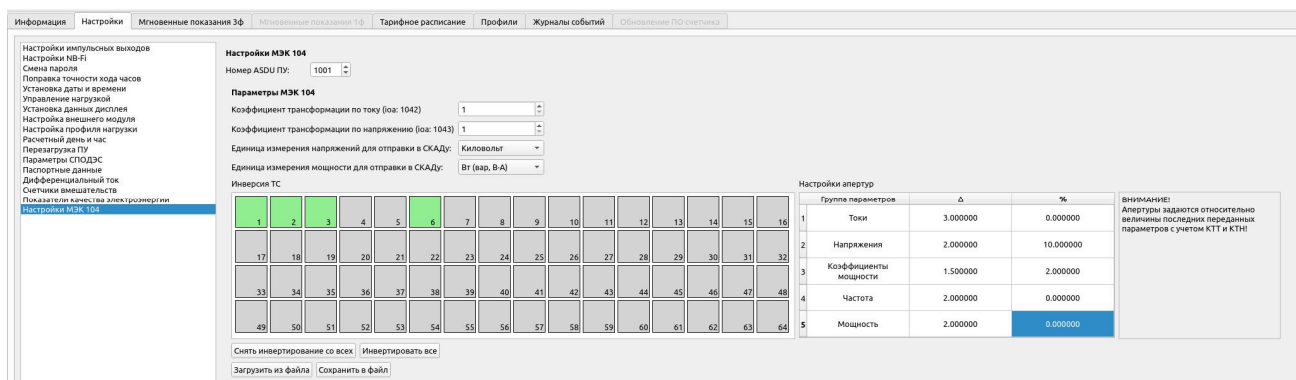 Информация Настройки Мгновенные показания 3ф Мгновенные показания 1ф Тарифное расписание Профили Журналы событий Обновление ПО счетчика
Настройки импульсных выходов
Настройки NB-Fi
Смена пароля
Поправка точности хода часов
Установка даты и времени
Управление нагрузкой
Установка данных дисплея
Настройка внешнего модуля
Настройка профиля нагрузки
Расчетный день и час
Перезагрузка ПУ
Параметры СПОДЭС
Паспортные данные
Дифференциальный ток
Счетчики вмешательств
Показатели качества электроэнергии
Настройки МЭК 104
Настройки МЭК 104
Номер ASDU ПУ: 1001
Параметры МЭК 104
Коэффициент трансформации по току (ioa: 1042) 1
Коэффициент трансформации по напряжению (ioa: 1043) 1
Единица измерения напряжений для отправки в СКАДу: Киловольт
Единица измерения мощности для отправки в СКАДу: Вт (вар, В·А)
Инверсия ТС
1 2 3 4 5 6 7 8 9 10 11 12 13 14 15 16
17 18 19 20 21 22 23 24 25 26 27 28 29 30 31 32
33 34 35 36 37 38 39 40 41 42 43 44 45 46 47 48
49 50 51 52 53 54 55 56 57 58 59 60 61 62 63 64
Снять инвертирование со всех Инвертировать все
Загрузить из файла Сохранить в файл
Настройки апертур
Группа параметров Δ %
1 Токи 3.000000 0.000000
2 Напряжения 2.000000 10.000000
3 Коэффициенты мощности 1.500000 2.000000
4 Частота 2.000000 0.000000
5 Мощность 2.000000 0.000000
ВНИМАНИЕ!
Апертуры задаются относительно
величины последних переданных
параметров с учетом КТТ и КТН!